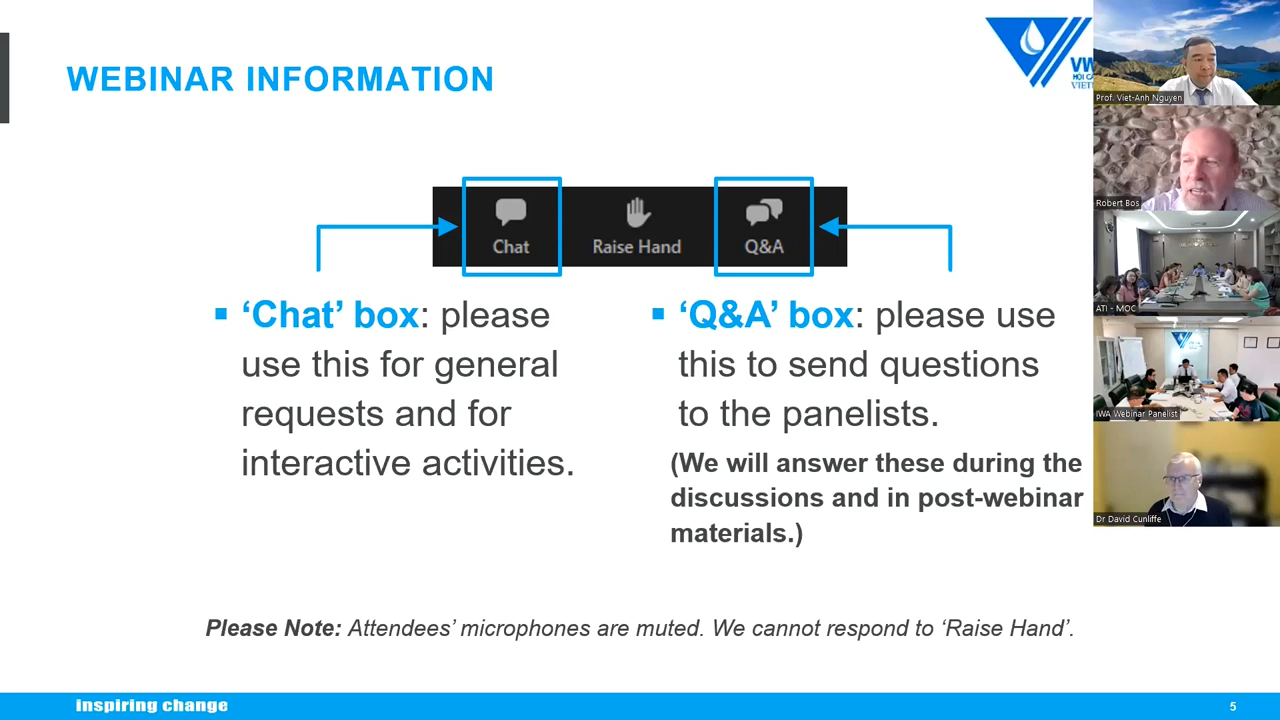 WEBINAR INFORMATION
Chat
Raise Hand
Q&A
‘Chat’ box: please
use this for general
requests and for
interactive activities.
‘Q&A’ box: please use
this to send questions
to the panelists.
(We will answer these during the
discussions and in post-webinar
materials.)
Please Note: Attendees’ microphones are muted. We cannot respond to ‘Raise Hand’.
inspiring change
5
Prof. Viet-Anh Nguyen
Robert Bos
ATI - MOC
IWA Webinar Panelist
Dr David Cunliffe